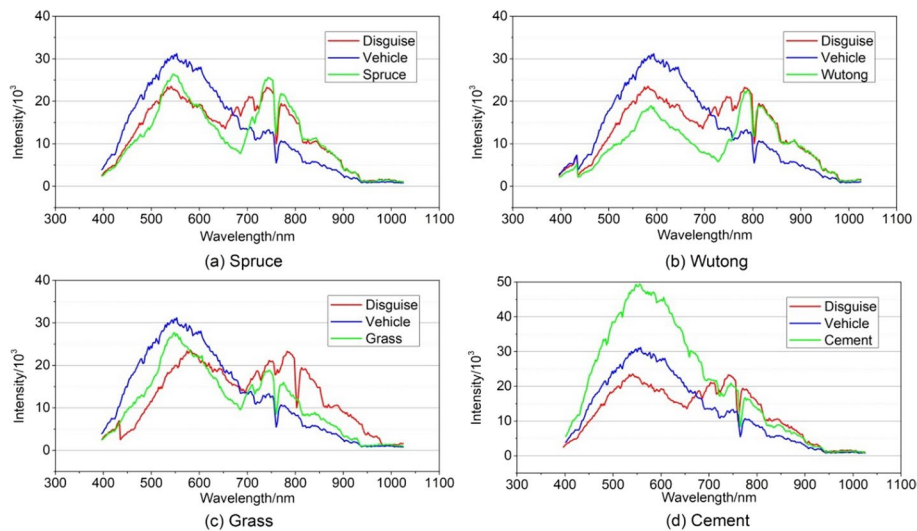 40
30
20
10
0
Intensity/10³
Disguise
Vehicle
Spruce
300 400 500 600 700 800 900 1000 1100
Wavelength/nm
(a) Spruce
40
30
20
10
0
Intensity/10³
Disguise
Vehicle
Wutong
300 400 500 600 700 800 900 1000 1100
Wavelength/nm
(b) Wutong
40
30
20
10
0
Intensity/10³
Disguise
Vehicle
Grass
300 400 500 600 700 800 900 1000 1100
Wavelength/nm
(c) Grass
50
40
30
20
10
0
Intensity/10³
Disguise
Vehicle
Cement
300 400 500 600 700 800 900 1000 1100
Wavelength/nm
(d) Cement